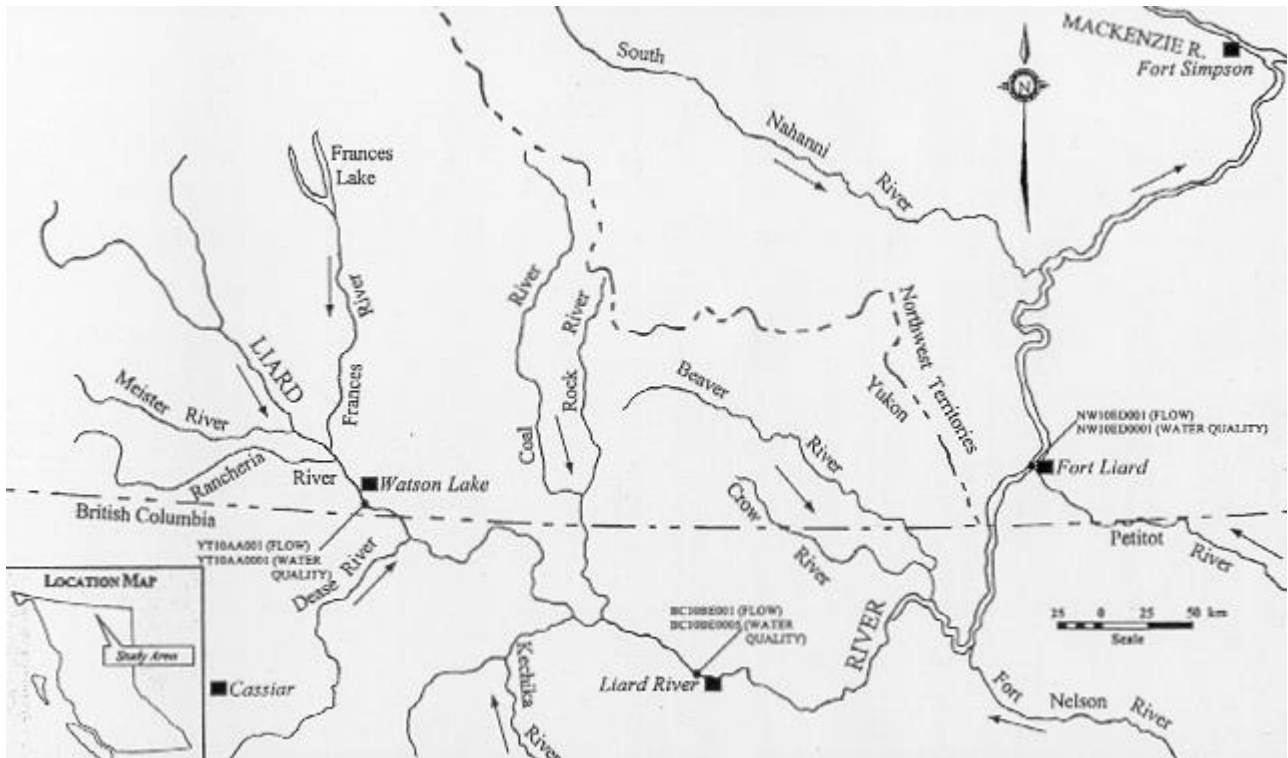 South
Nahanni
River
MACKENZIE R.
Fort Simpson
N
Frances
Lake
River
Frances
LIARD
Meister River
Rancheria
River
Watson Lake
British Columbia
YT10AA001 (FLOW)
YT10AA0001 (WATER
QUALITY)
Dease River
River
Coal
River
Rock
Beaver
River
Crow
River
Northwest Territories
Yukon
NW10ED001 (FLOW)
NW10ED0001 (WATER QUALITY)
Fort Liard
Petitot
River
25 0 25 50 km
Scale
BC10BE001 (FLOW)
BC10BE0005 (WATER
QUALITY)
RIVER
Liard River
Kechika
River
Fort
Nelson
River
LOCATION MAP
Study Area
Cassiar